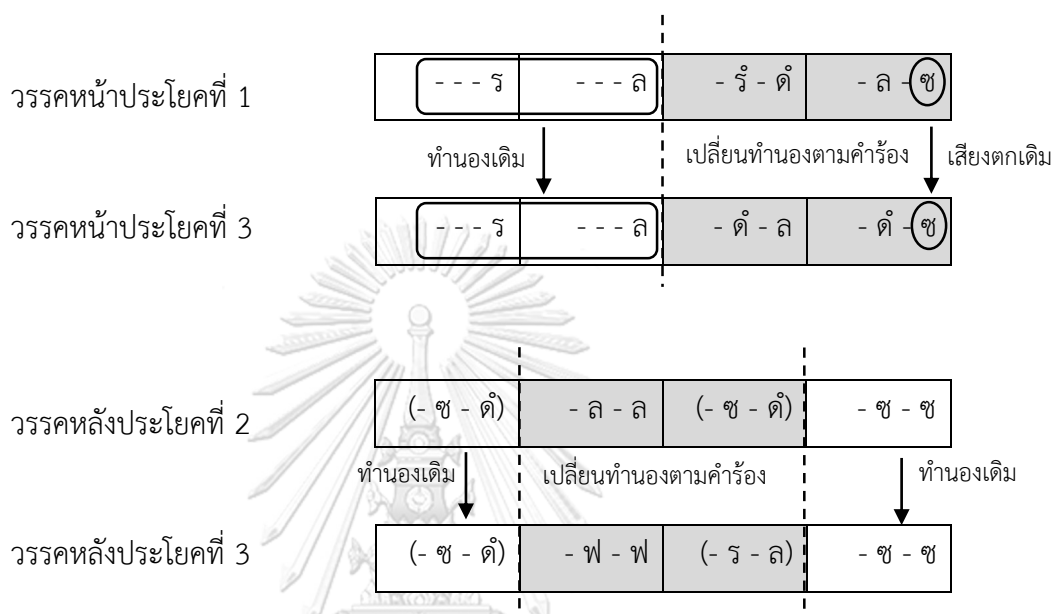 วรรคหน้าประโยคที่ 1 - - - ร - - - ล - รํ - ดํ - ล - ซ
ทำนองเดิม เปลี่ยนทำนองตามคำร้อง เสียงตกเดิม
วรรคหน้าประโยคที่ 3 - - - ร - - - ล - ดํ - ล - ดํ - ซ
วรรคหลังประโยคที่ 2 (- ซ - ดํ) - ล - ล (- ซ - ดํ) - ซ - ซ
ทำนองเดิม เปลี่ยนทำนองตามคำร้อง ทำนองเดิม
วรรคหลังประโยคที่ 3 (- ซ - ดํ) - ฟ - ฟ (- ร - ล) - ซ - ซ